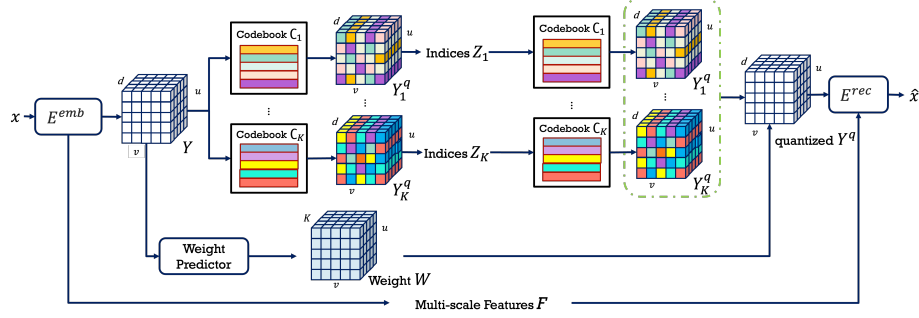 x
E^{emb}
d
u
v
Y
Codebook C_1
d
u
v
Y_1^q
Indices Z_1
Codebook C_1
d
u
v
Y_1^q
...
...
...
...
Codebook C_K
d
u
v
Y_K^q
Indices Z_K
Codebook C_K
d
u
v
Y_K^q
d
u
v
quantized Y^q
E^{rec}
x̂
Weight
Predictor
K
u
v
Weight W
Multi-scale Features F